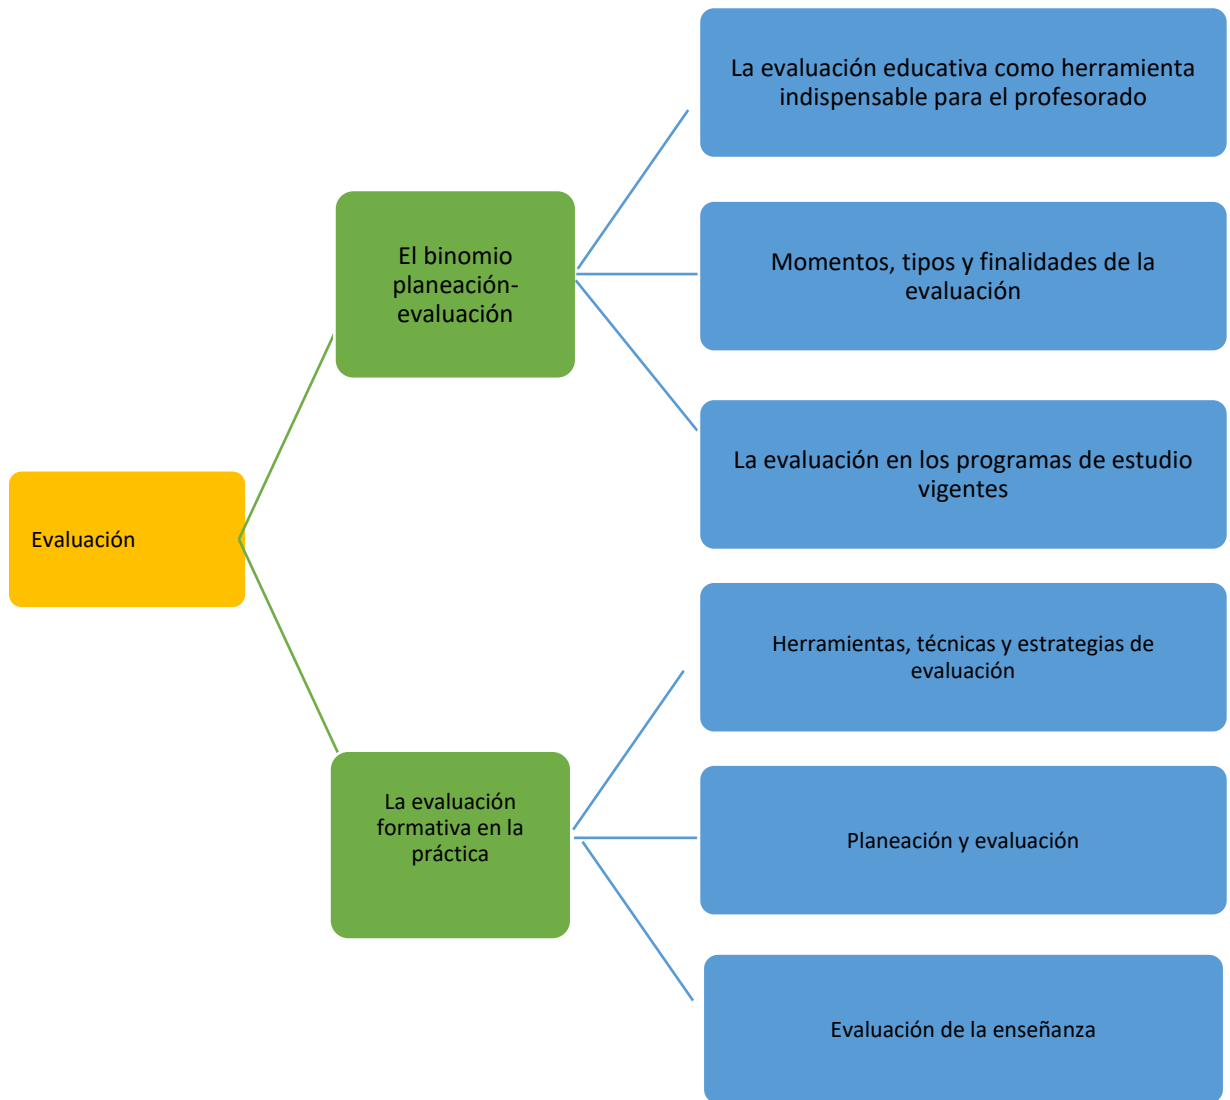 La evaluación educativa como herramienta
indispensable para el profesorado
El binomio
planeación-
evaluación
Momentos, tipos y finalidades de la
evaluación
La evaluación en los programas de estudio
vigentes
Evaluación
Herramientas, técnicas y estrategias de
evaluación
La evaluación
formativa en la
práctica
Planeación y evaluación
Evaluación de la enseñanza